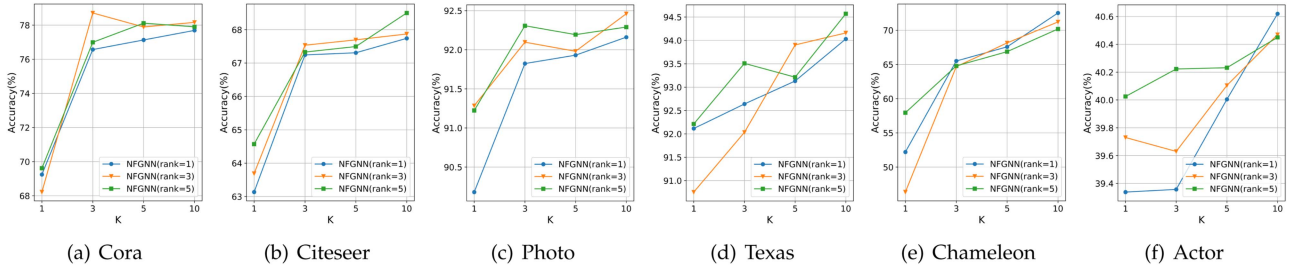 78
76
74
72
70
68
Accuracy(%)
1
3
5
10
K
NFGNN(rank=1)
NFGNN(rank=3)
NFGNN(rank=5)
(a) Cora
68
67
66
65
64
63
Accuracy(%)
1
3
5
10
K
NFGNN(rank=1)
NFGNN(rank=3)
NFGNN(rank=5)
(b) Citeseer
92.5
92.0
91.5
91.0
90.5
Accuracy(%)
1
3
5
10
K
NFGNN(rank=1)
NFGNN(rank=3)
NFGNN(rank=5)
(c) Photo
94.5
94.0
93.5
93.0
92.5
92.0
91.5
91.0
Accuracy(%)
1
3
5
10
K
NFGNN(rank=1)
NFGNN(rank=3)
NFGNN(rank=5)
(d) Texas
70
65
60
55
50
Accuracy(%)
1
3
5
10
K
NFGNN(rank=1)
NFGNN(rank=3)
NFGNN(rank=5)
(e) Chameleon
40.6
40.4
40.2
40.0
39.8
39.6
39.4
Accuracy(%)
1
3
5
10
K
NFGNN(rank=1)
NFGNN(rank=3)
NFGNN(rank=5)
(f) Actor